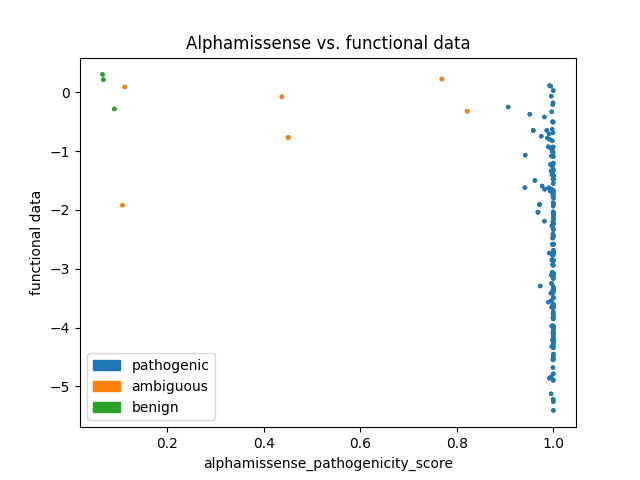 Alphamissense vs. functional data
functional data
0
−1
−2
−3
−4
−5
pathogenic
ambiguous
benign
0.2
0.4
0.6
0.8
1.0
alphamissense_pathogenicity_score